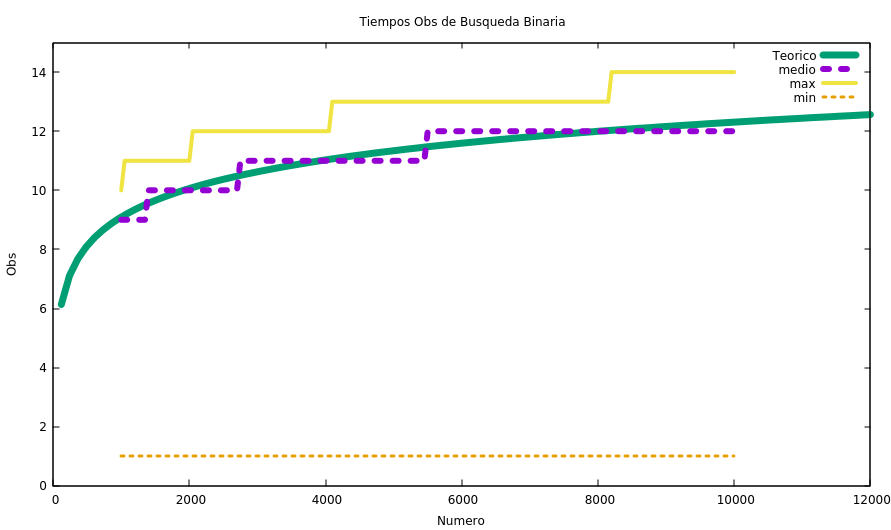 Tiempos Obs de Busqueda Binaria
Teorico
medio
max
min
14
12
10
8
6
4
2
0
Obs
0 2000 4000 6000 8000 10000 12000
Numero